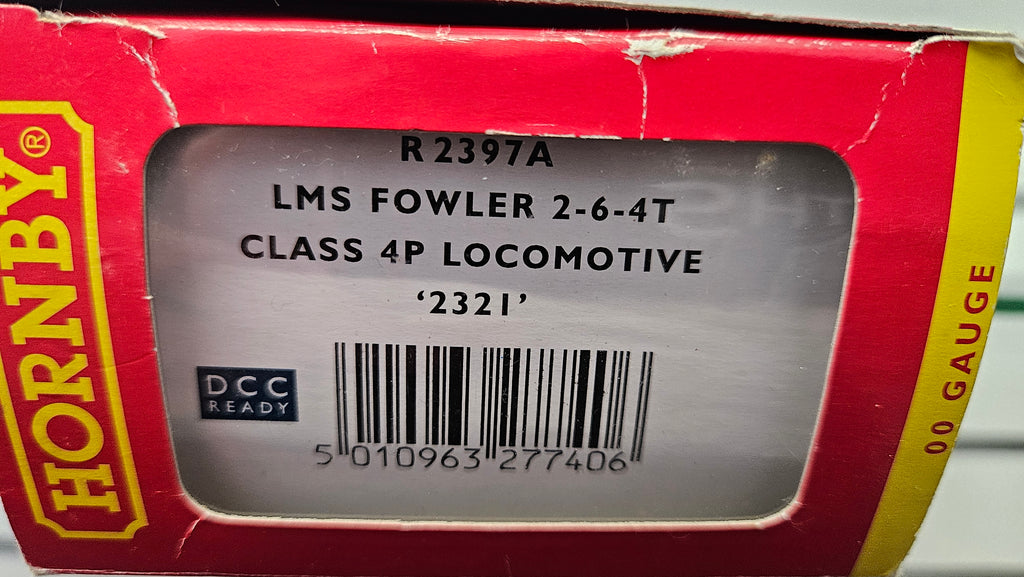 HORNBY®
R2397A
LMS FOWLER 2-6-4T
CLASS 4P LOCOMOTIVE
‘2321’
DCC
READY
5 010963 277406
00 GAUGE